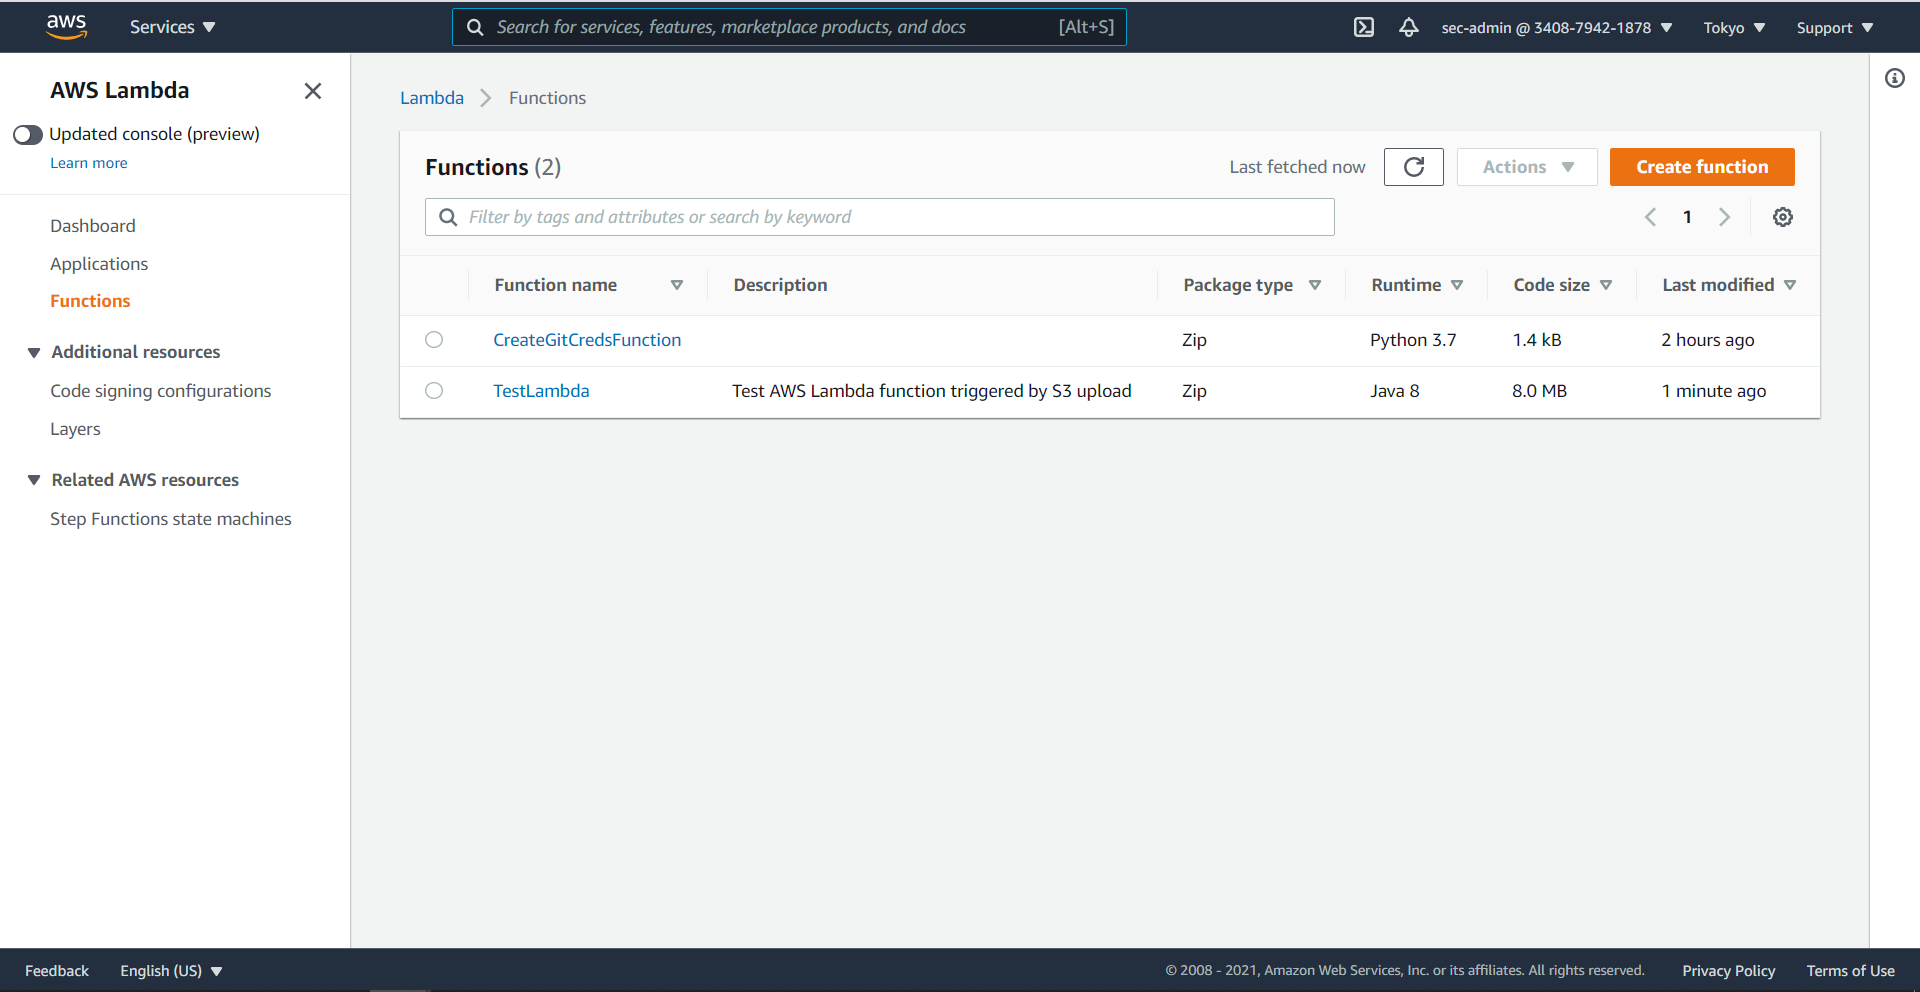 aws
Services
Search for services, features, marketplace products, and docs [Alt+S]
sec-admin @ 3408-7942-1878
Tokyo
Support
AWS Lambda
Updated console (preview)
Learn more
Dashboard
Applications
Functions
Additional resources
Code signing configurations
Layers
Related AWS resources
Step Functions state machines
Lambda > Functions
Functions (2)
Last fetched now
Actions
Create function
Filter by tags and attributes or search by keyword
1
Function name Description Package type Runtime Code size Last modified
CreateGitCredsFunction Zip Python 3.7 1.4 kB 2 hours ago
TestLambda Test AWS Lambda function triggered by S3 upload Zip Java 8 8.0 MB 1 minute ago
Feedback
English (US)
© 2008 - 2021, Amazon Web Services, Inc. or its affiliates. All rights reserved.
Privacy Policy
Terms of Use